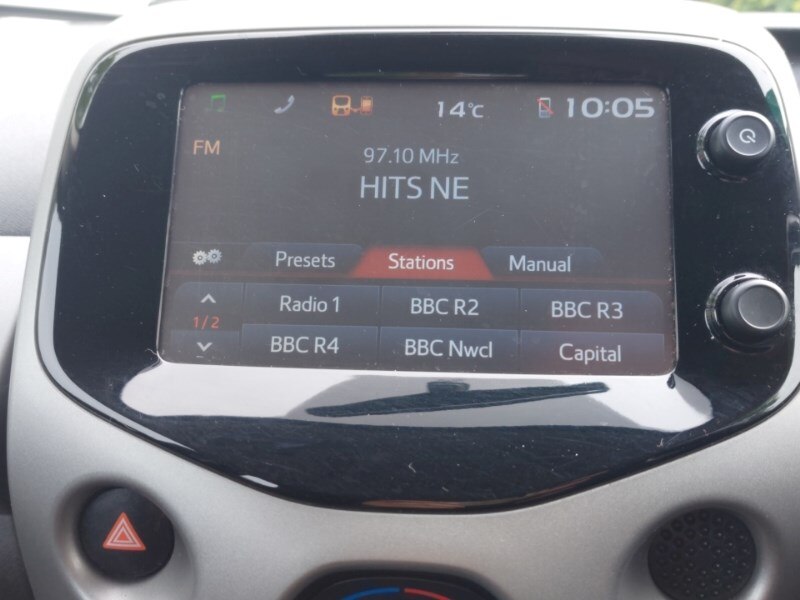 14°C
10:05
FM
97.10 MHz
HITS NE
Presets Stations Manual
Radio 1 BBC R2 BBC R3
1/2
BBC R4 BBC Nwcl Capital